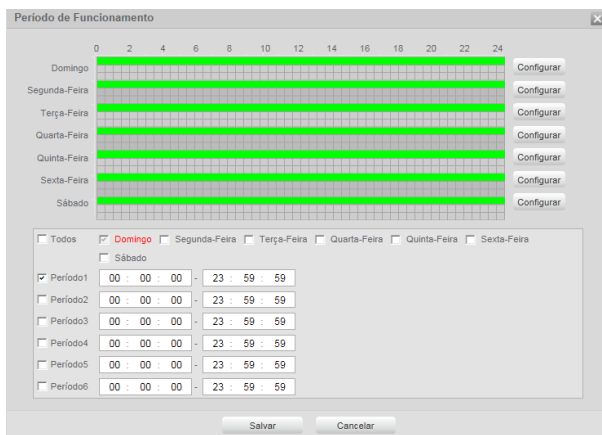 Período de Funcionamento
0 2 4 6 8 10 12 14 16 18 20 22 24
Domingo Configurar
Segunda-Feira Configurar
Terça-Feira Configurar
Quarta-Feira Configurar
Quinta-Feira Configurar
Sexta-Feira Configurar
Sábado Configurar
Todos Domingo Segunda-Feira Terça-Feira Quarta-Feira Quinta-Feira Sexta-Feira
Sábado
Período1 00 : 00 : 00 - 23 : 59 : 59
Período2 00 : 00 : 00 - 23 : 59 : 59
Período3 00 : 00 : 00 - 23 : 59 : 59
Período4 00 : 00 : 00 - 23 : 59 : 59
Período5 00 : 00 : 00 - 23 : 59 : 59
Período6 00 : 00 : 00 - 23 : 59 : 59
Salvar Cancelar